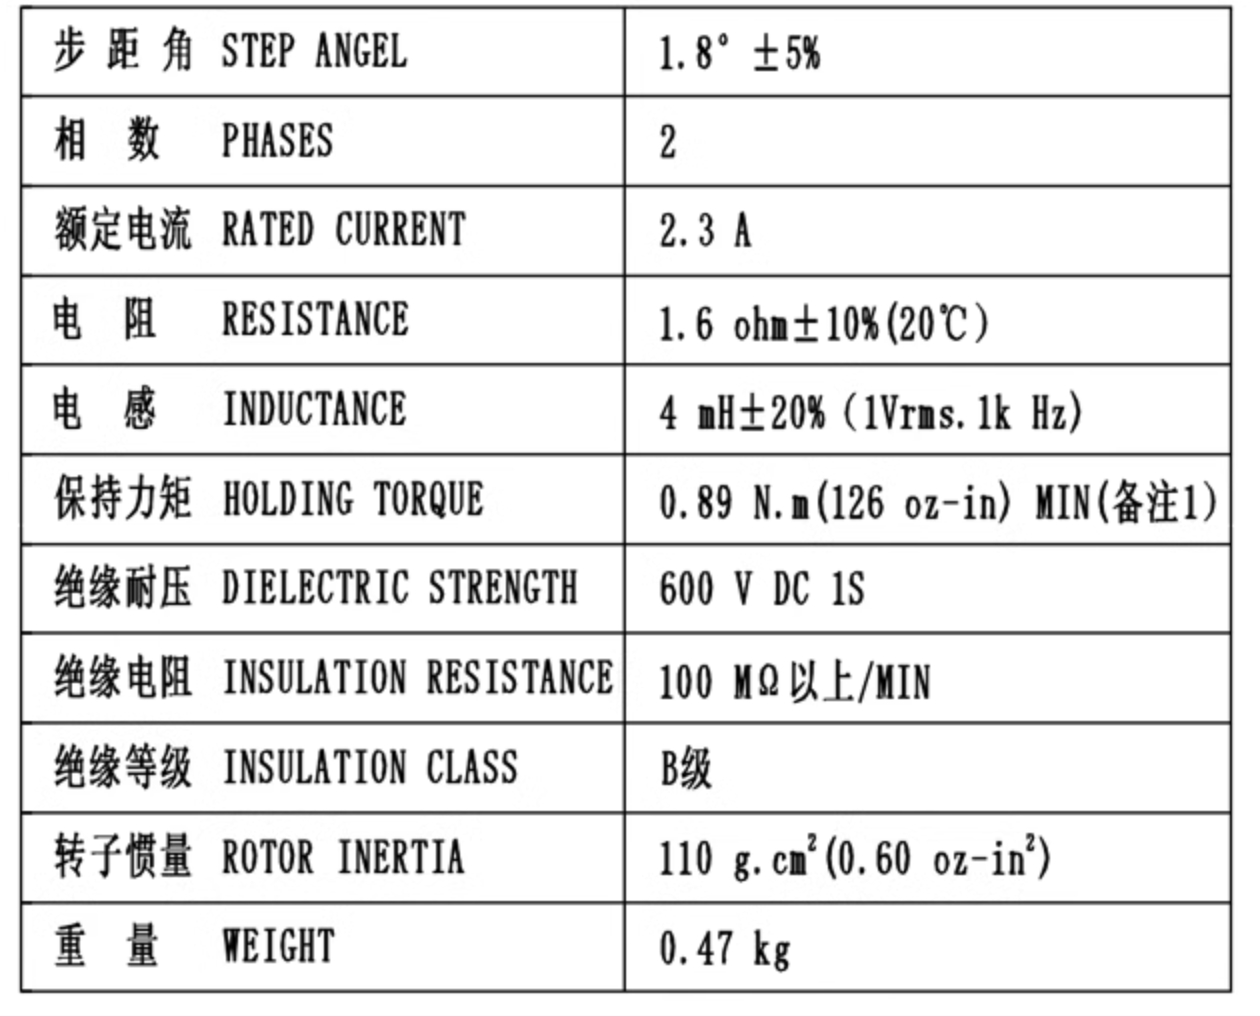 步 距 角 STEP ANGEL 1.8° ±5%
相 数 PHASES 2
额定电流 RATED CURRENT 2.3 A
电 阻 RESISTANCE 1.6 ohm±10%(20℃)
电 感 INDUCTANCE 4 mH±20% (1Vrms.1k Hz)
保持力矩 HOLDING TORQUE 0.89 N.m(126 oz-in) MIN(备注1)
绝缘耐压 DIELECTRIC STRENGTH 600 V DC 1S
绝缘电阻 INSULATION RESISTANCE 100 MΩ以上/MIN
绝缘等级 INSULATION CLASS B级
转子惯量 ROTOR INERTIA 110 g.cm²(0.60 oz-in²)
重 量 WEIGHT 0.47 kg